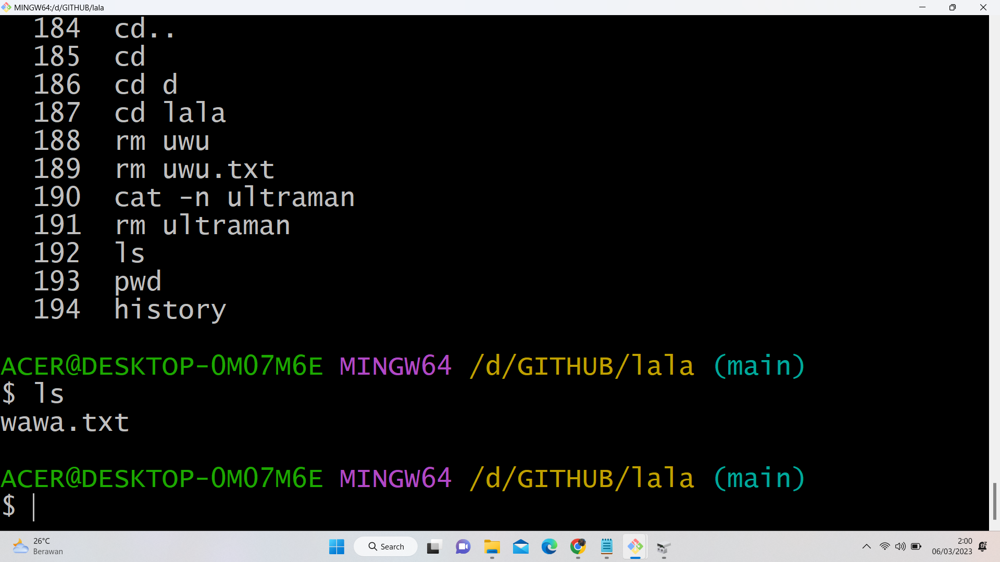 MINGW64:/d/GITHUB/lala
184 cd..
185 cd
186 cd d
187 cd lala
188 rm uwu
189 rm uwu.txt
190 cat -n ultraman
191 rm ultraman
192 ls
193 pwd
194 history
ACER@DESKTOP-0M07M6E MINGW64 /d/GITHUB/lala (main)
$ ls
wawa.txt
ACER@DESKTOP-0M07M6E MINGW64 /d/GITHUB/lala (main)
$
26°C
Berawan
Search
2:00
06/03/2023